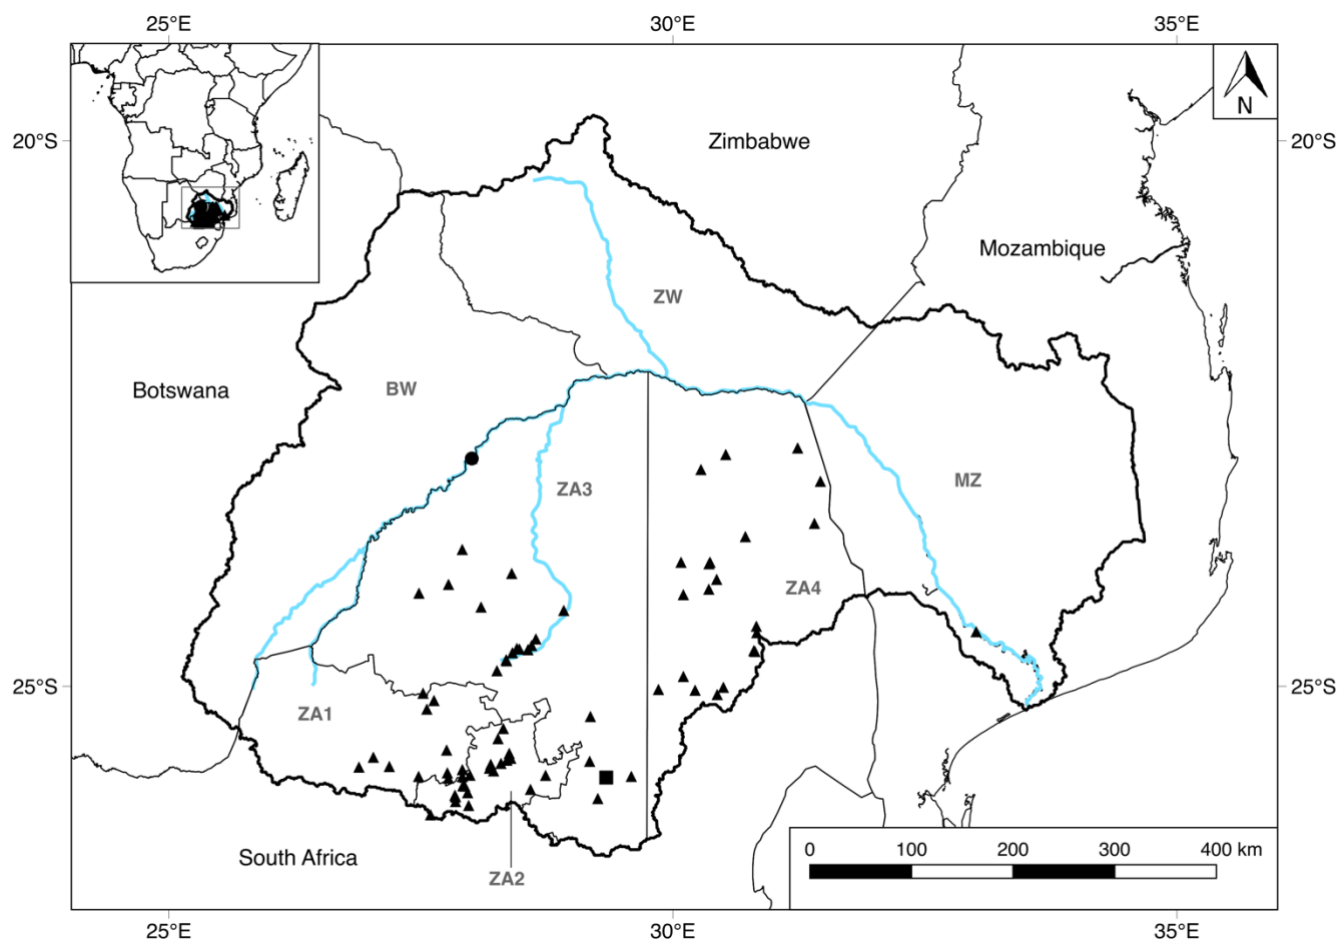 25°E 30°E 35°E
N
20°S Zimbabwe 20°S
Mozambique
ZW
Botswana BW
ZA3 MZ
ZA4
25°S 25°S
ZA1
South Africa
0 100 200 300 400 km
ZA2
25°E 30°E 35°E